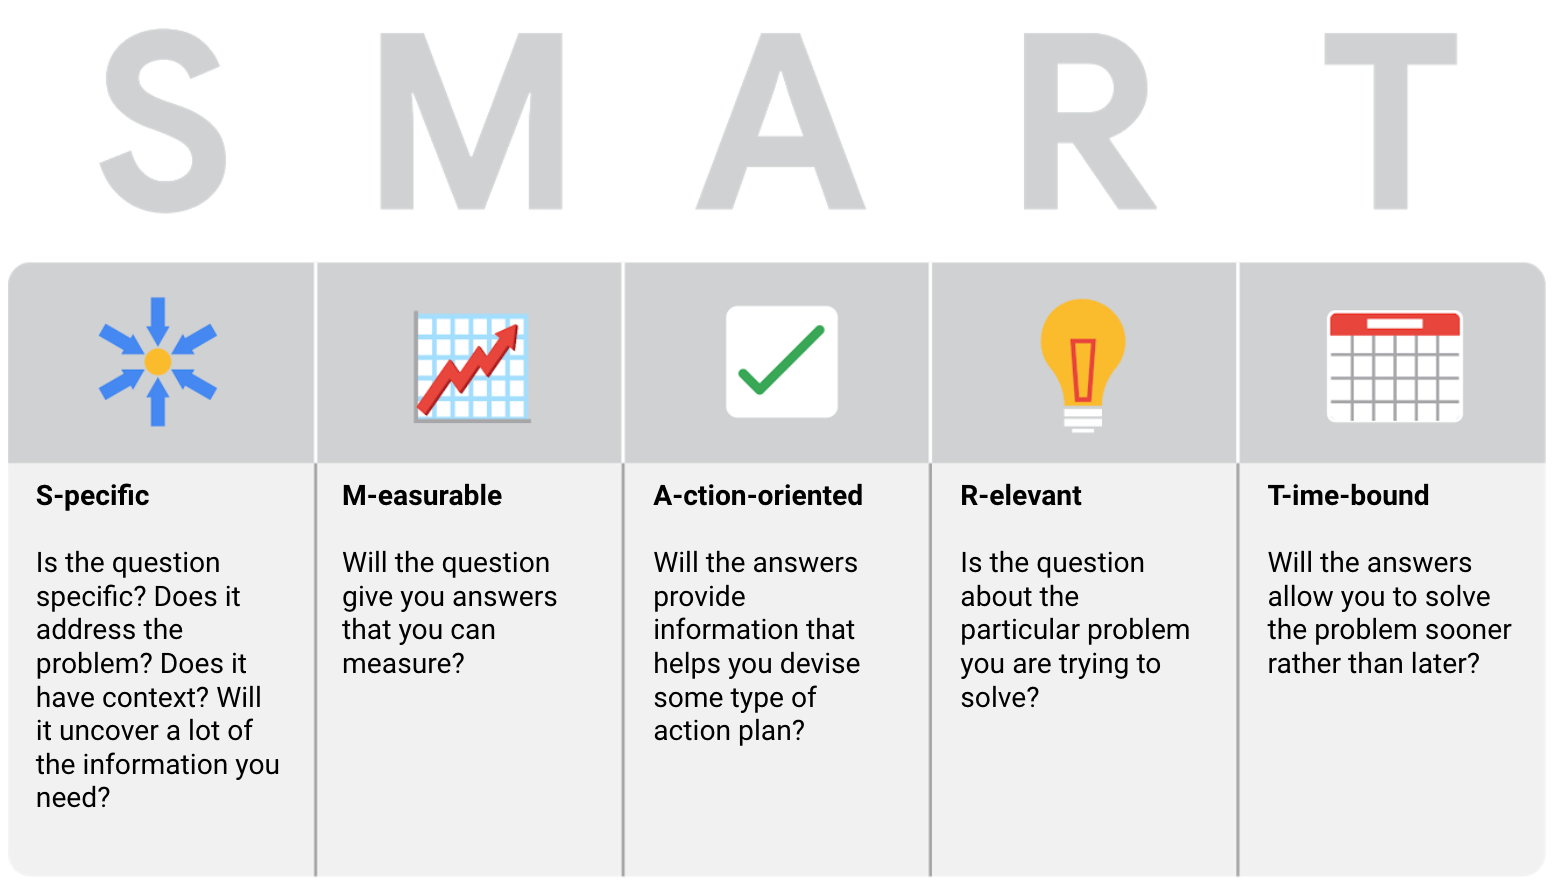 S M A R T
S-pecific
Is the question
specific? Does it
address the
problem? Does it
have context? Will
it uncover a lot of
the information you
need?
M-easurable
Will the question
give you answers
that you can
measure?
A-ction-oriented
Will the answers
provide
information that
helps you devise
some type of
action plan?
R-elevant
Is the question
about the
particular problem
you are trying to
solve?
T-ime-bound
Will the answers
allow you to solve
the problem sooner
rather than later?